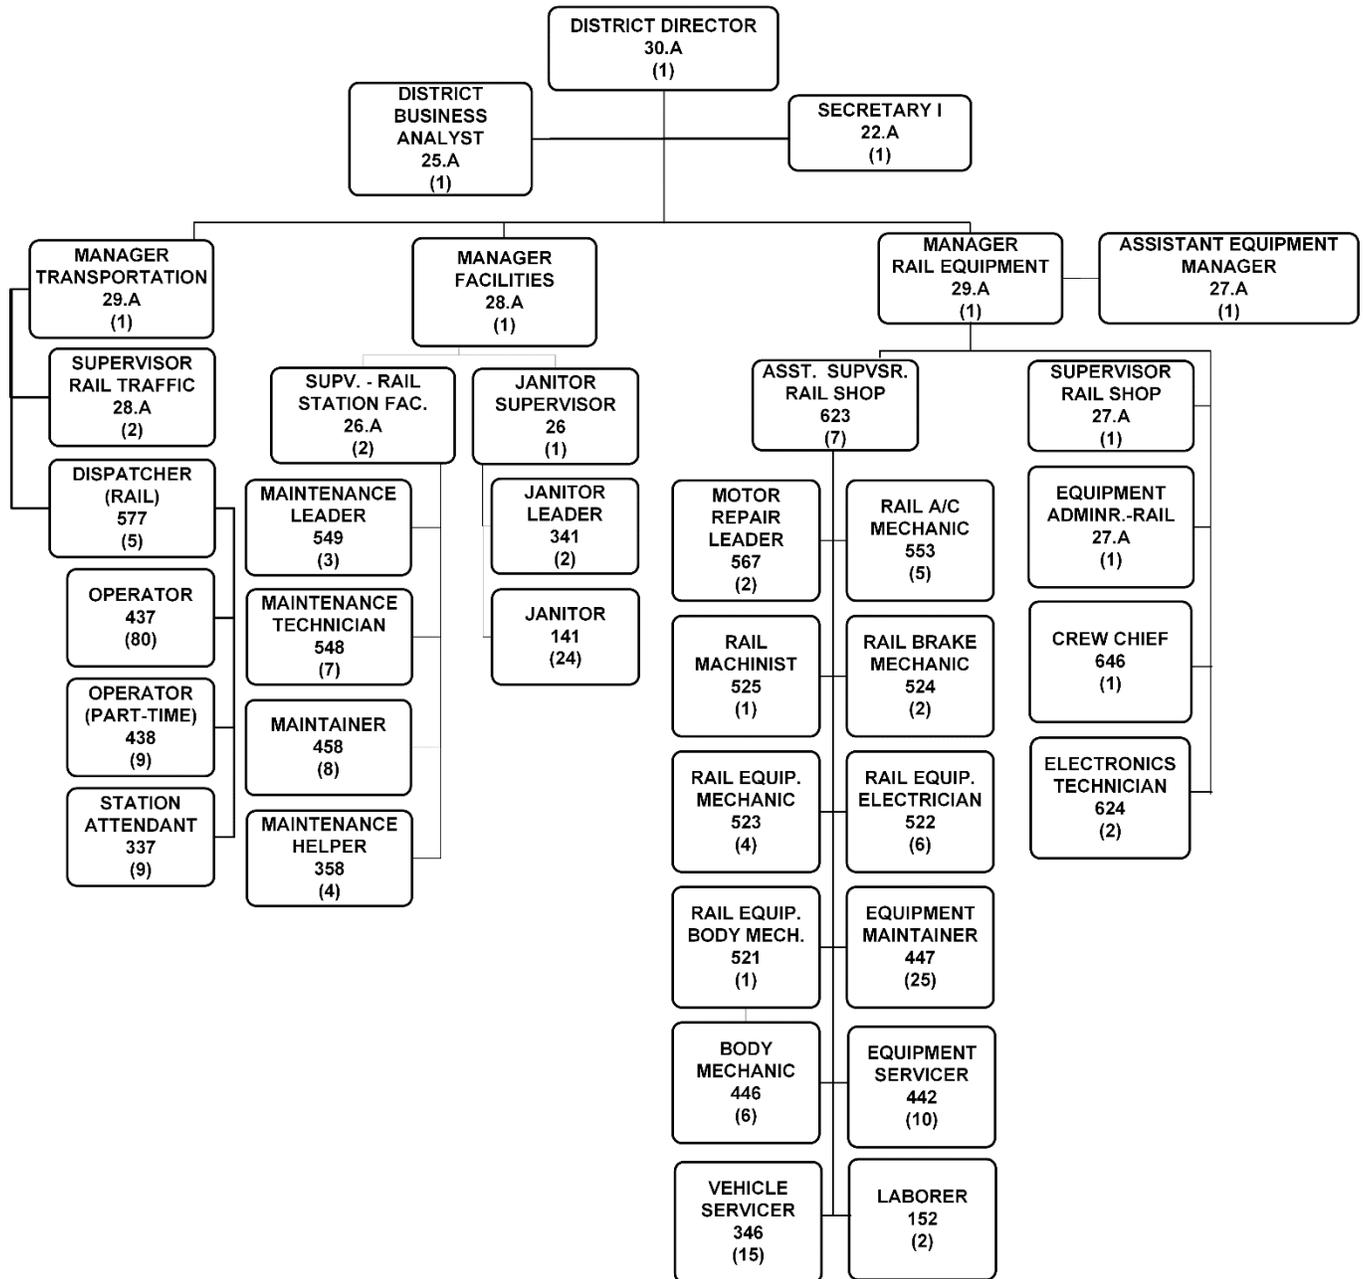 DISTRICT DIRECTOR
30.A
(1)
DISTRICT
BUSINESS
ANALYST
25.A
(1)
SECRETARY I
22.A
(1)
MANAGER
TRANSPORTATION
29.A
(1)
MANAGER
FACILITIES
28.A
(1)
MANAGER
RAIL EQUIPMENT
29.A
(1)
ASSISTANT EQUIPMENT
MANAGER
27.A
(1)
SUPERVISOR
RAIL TRAFFIC
28.A
(2)
DISPATCHER
(RAIL)
577
(5)
OPERATOR
437
(80)
OPERATOR
(PART-TIME)
438
(9)
STATION
ATTENDANT
337
(9)
SUPV. - RAIL
STATION FAC.
26.A
(2)
MAINTENANCE
LEADER
549
(3)
MAINTENANCE
TECHNICIAN
548
(7)
MAINTAINER
458
(8)
MAINTENANCE
HELPER
358
(4)
JANITOR
SUPERVISOR
26
(1)
JANITOR
LEADER
341
(2)
JANITOR
141
(24)
ASST. SUPVSR.
RAIL SHOP
623
(7)
MOTOR
REPAIR
LEADER
567
(2)
RAIL A/C
MECHANIC
553
(5)
RAIL
MACHINIST
525
(1)
RAIL BRAKE
MECHANIC
524
(2)
RAIL EQUIP.
MECHANIC
523
(4)
RAIL EQUIP.
ELECTRICIAN
522
(6)
RAIL EQUIP.
BODY MECH.
521
(1)
EQUIPMENT
MAINTAINER
447
(25)
BODY
MECHANIC
446
(6)
EQUIPMENT
SERVICER
442
(10)
VEHICLE
SERVICER
346
(15)
LABORER
152
(2)
SUPERVISOR
RAIL SHOP
27.A
(1)
EQUIPMENT
ADMINR.-RAIL
27.A
(1)
CREW CHIEF
646
(1)
ELECTRONICS
TECHNICIAN
624
(2)